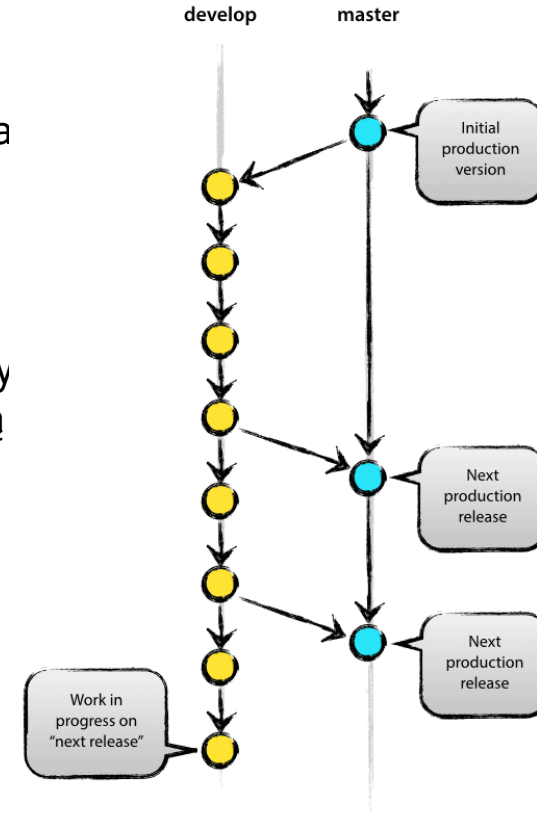 develop
master
a
Initial
production
version
y
a
Next
production
release
Next
production
release
Work in
progress on
“next release”